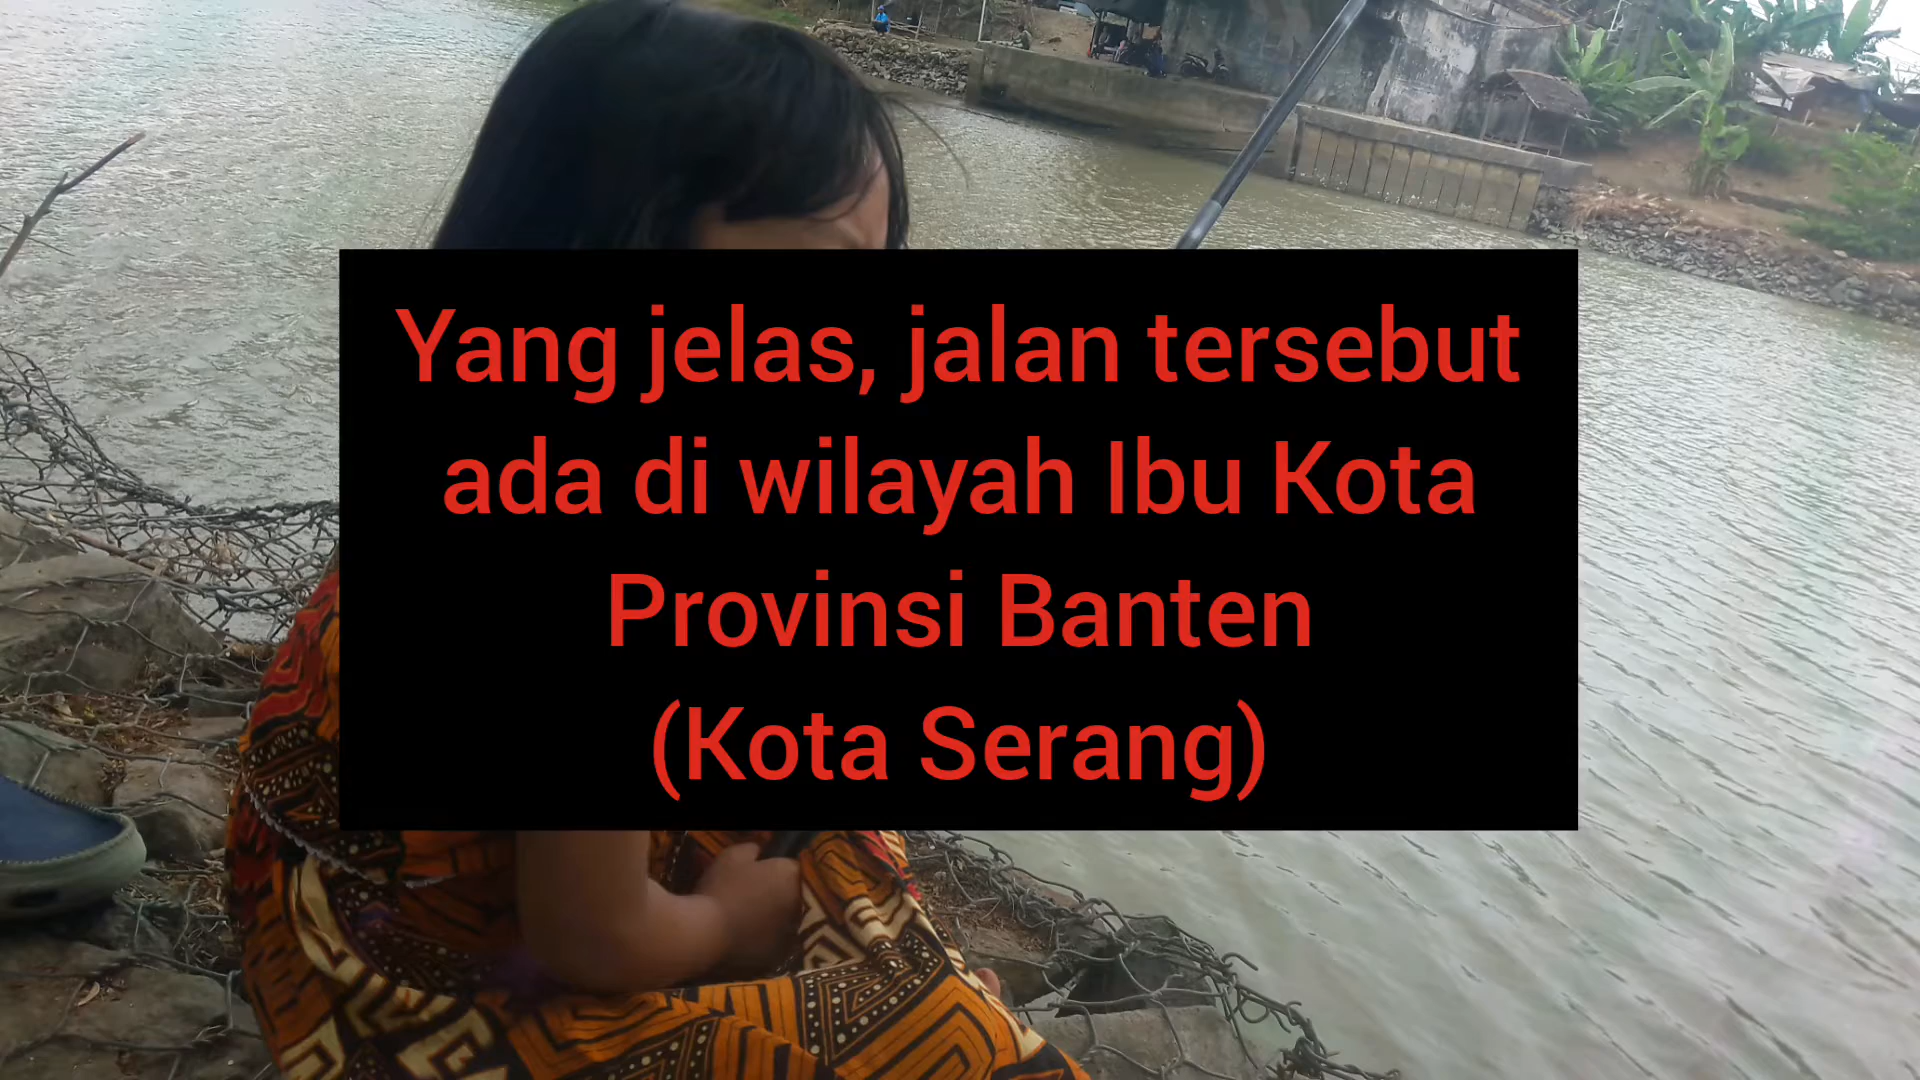 Yang jelas, jalan tersebut
ada di wilayah Ibu Kota
Provinsi Banten
(Kota Serang)